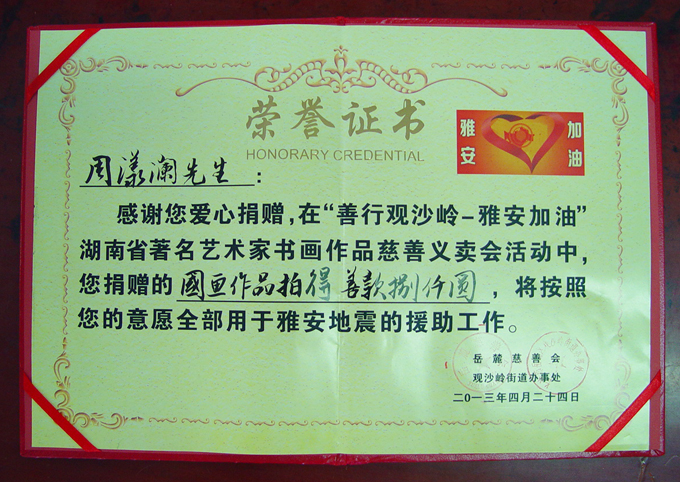 荣誉证书
HONORARY CREDENTIAL
雅安 加油
周漾澜先生：
感谢您爱心捐赠，在“善行观沙岭-雅安加油”
湖南省著名艺术家书画作品慈善义卖会活动中，
您捐赠的國画作品拍得善款捌仟圆，将按照
您的意愿全部用于雅安地震的援助工作。
岳麓慈善会
观沙岭街道办事处
二〇一三年四月二十四日